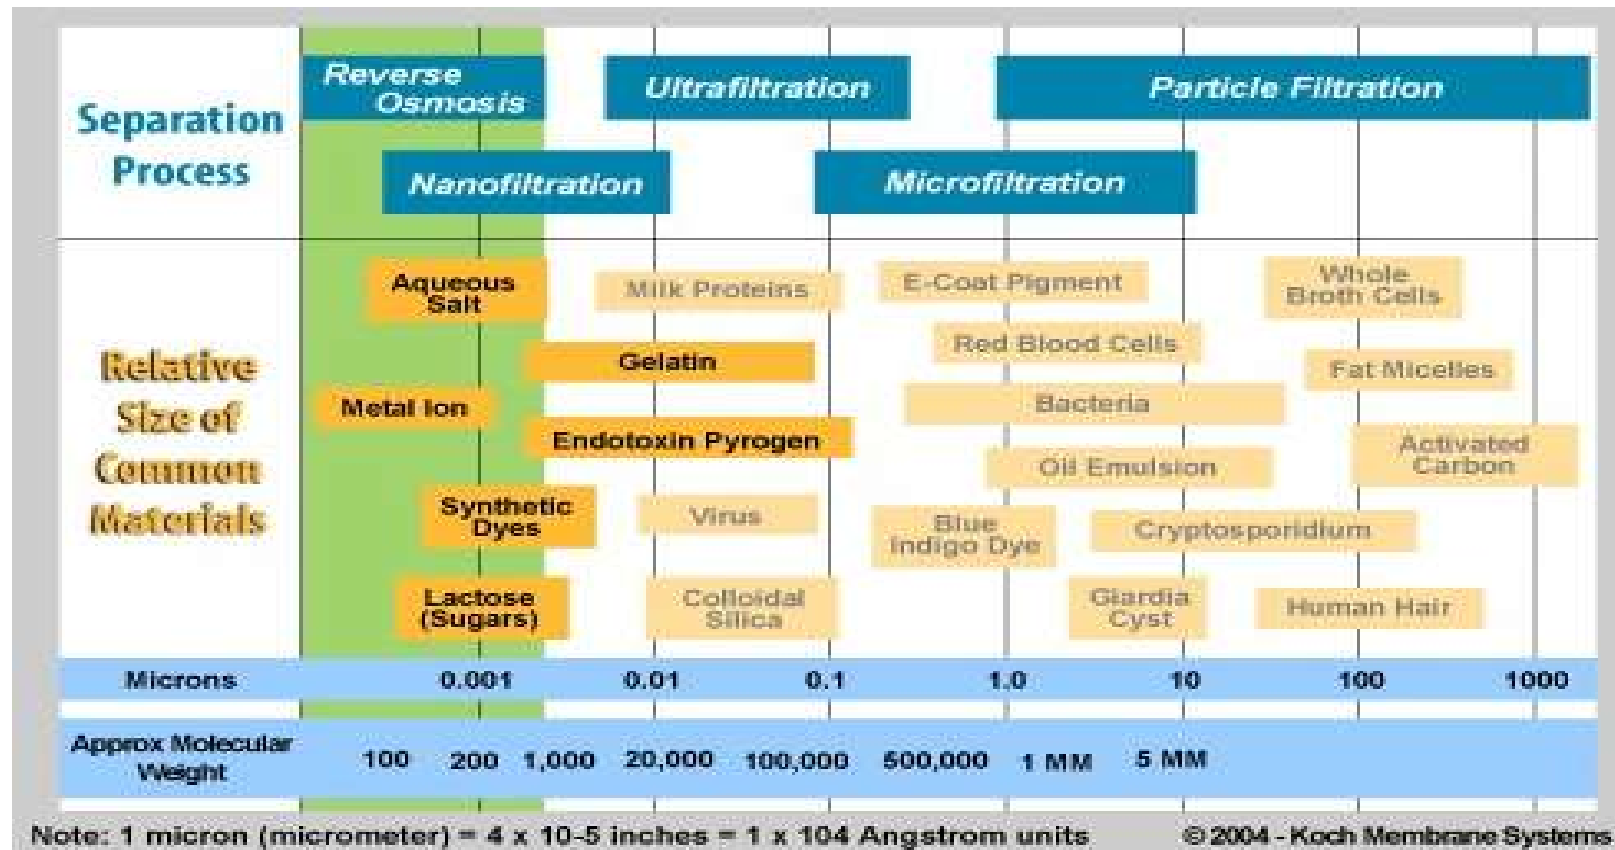 Separation
Process
Reverse
Osmosis
Ultrafiltration
Particle Filtration
Nanofiltration
Microfiltration
Relative
Size of
Common
Materials
Aqueous
Salt
Milk Proteins
E-Coat Pigment
Whole
Broth Cells
Red Blood Cells
Gelatin
Fat Micelles
Metal Ion
Bacteria
Endotoxin Pyrogen
Activated
Carbon
Oil Emulsion
Synthetic
Dyes
Virus
Blue
Indigo Dye
Cryptosporidium
Lactose
(Sugars)
Colloidal
Silica
Giardia
Cyst
Human Hair
Microns 0.001 0.01 0.1 1.0 10 100 1000
Approx Molecular
Weight
100 200 1,000 20,000 100,000 500,000 1 MM 5 MM
Note: 1 micron (micrometer) = 4 x 10-5 inches = 1 x 104 Angstrom units © 2004 - Koch Membrane Systems